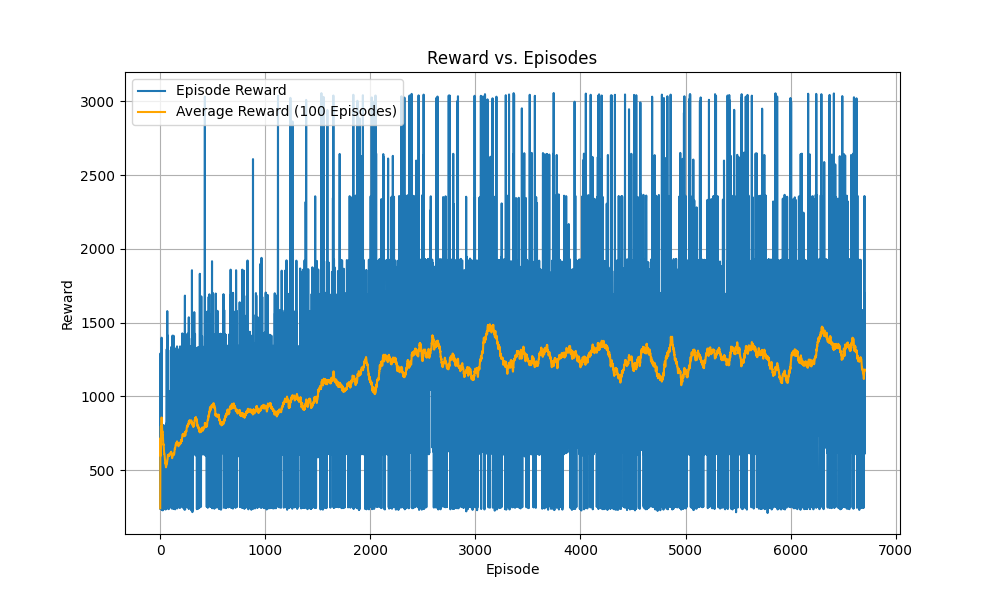 Reward vs. Episodes
Episode Reward
Average Reward (100 Episodes)
3000
2500
2000
1500
1000
500
Reward
0 1000 2000 3000 4000 5000 6000 7000
Episode